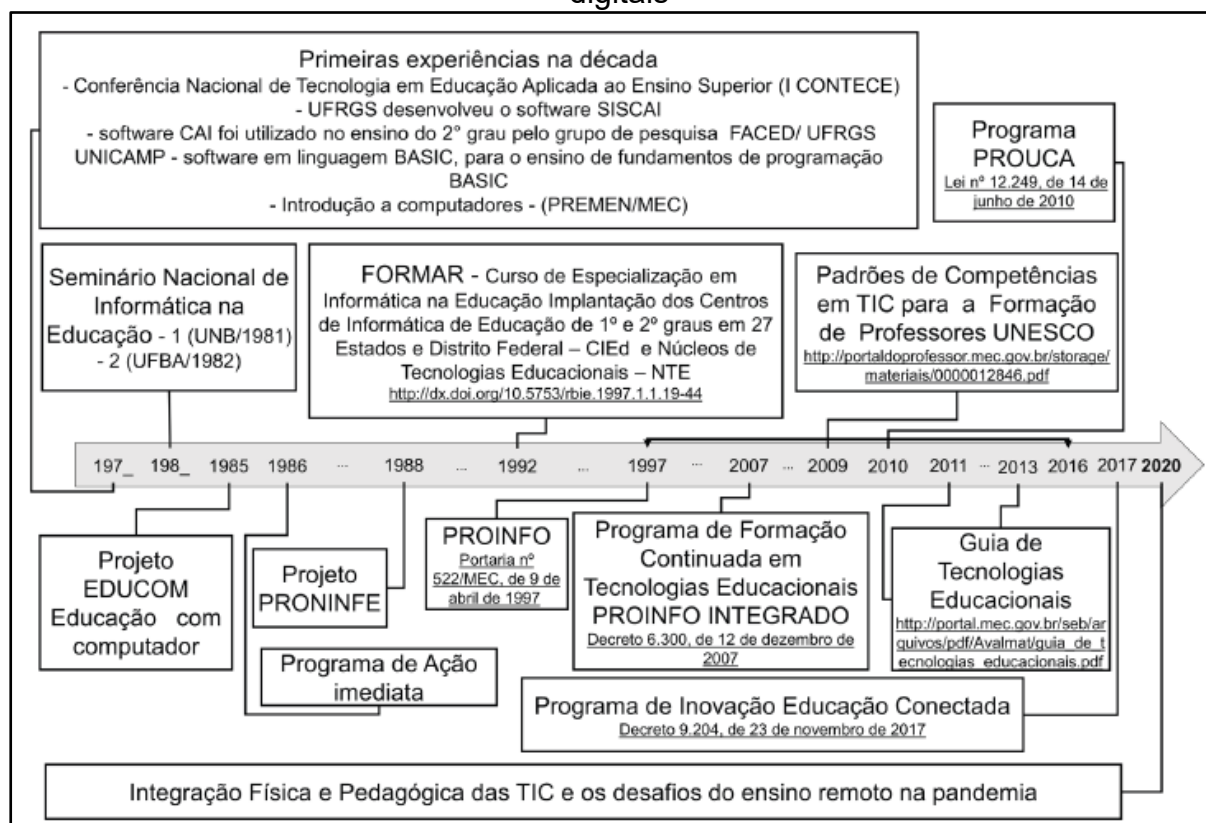 digitais
Primeiras experiências na década
- Conferência Nacional de Tecnologia em Educação Aplicada ao Ensino Superior (I CONTECE)
- UFRGS desenvolveu o software SISCAI
- software CAI foi utilizado no ensino do 2° grau pelo grupo de pesquisa FACED/ UFRGS
UNICAMP - software em linguagem BASIC, para o ensino de fundamentos de programação
BASIC
- Introdução a computadores - (PREMEN/MEC)
Programa
PROUCA
Lei nº 12.249, de 14 de
junho de 2010
Seminário Nacional de
Informática na
Educação - 1 (UNB/1981)
- 2 (UFBA/1982)
FORMAR - Curso de Especialização em
Informática na Educação Implantação dos Centros
de Informática de Educação de 1º e 2º graus em 27
Estados e Distrito Federal – CIEd e Núcleos de
Tecnologias Educacionais – NTE
http://dx.doi.org/10.5753/rbie.1997.1.1.19-44
Padrões de Competências
em TIC para a Formação
de Professores UNESCO
http://portaldoprofessor.mec.gov.br/storage/
materiais/0000012846.pdf
197_ 198_ 1985 1986 ... 1988 ... 1992 ... 1997 ... 2007 ... 2009 2010 2011 ... 2013 2016 2017 2020
Projeto
EDUCOM
Educação com
computador
Projeto
PRONINFE
Programa de Ação
imediata
PROINFO
Portaria nº
522/MEC, de 9 de
abril de 1997
Programa de Formação
Continuada em
Tecnologias Educacionais
PROINFO INTEGRADO
Decreto 6.300, de 12 de dezembro de
2007
Guia de
Tecnologias
Educacionais
http://portal.mec.gov.br/seb/ar
quivos/pdf/Avalmat/guia_de_t
ecnologias_educacionais.pdf
Programa de Inovação Educação Conectada
Decreto 9.204, de 23 de novembro de 2017
Integração Física e Pedagógica das TIC e os desafios do ensino remoto na pandemia